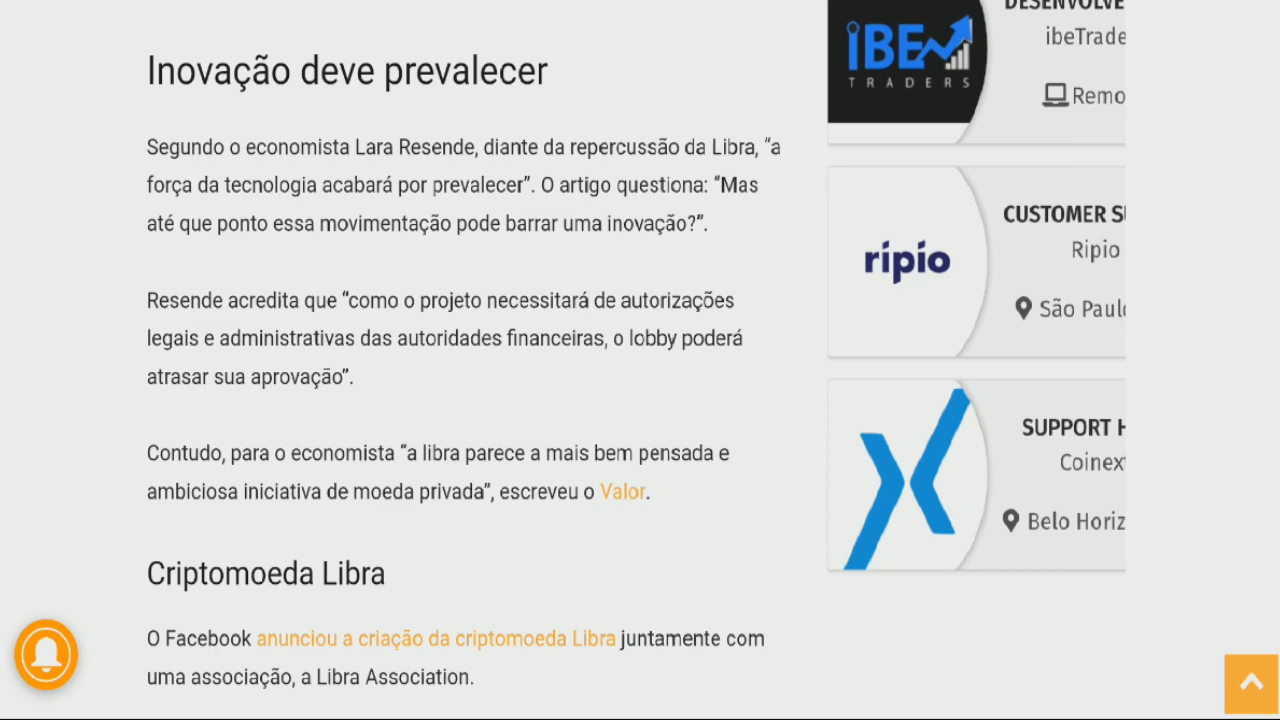 Inovação deve prevalecer
Segundo o economista Lara Resende, diante da repercussão da Libra, “a
força da tecnologia acabará por prevalecer”. O artigo questiona: “Mas
até que ponto essa movimentação pode barrar uma inovação?”.
Resende acredita que “como o projeto necessitará de autorizações
legais e administrativas das autoridades financeiras, o lobby poderá
atrasar sua aprovação”.
Contudo, para o economista “a libra parece a mais bem pensada e
ambiciosa iniciativa de moeda privada”, escreveu o Valor.
Criptomoeda Libra
O Facebook anunciou a criação da criptomoeda Libra juntamente com
uma associação, a Libra Association.
DESENVOLVE
iBE
TRADERS
ibeTrade
Remo
ripio
CUSTOMER S
Ripio
São Paul
SUPPORT H
Coinex
Belo Horiz